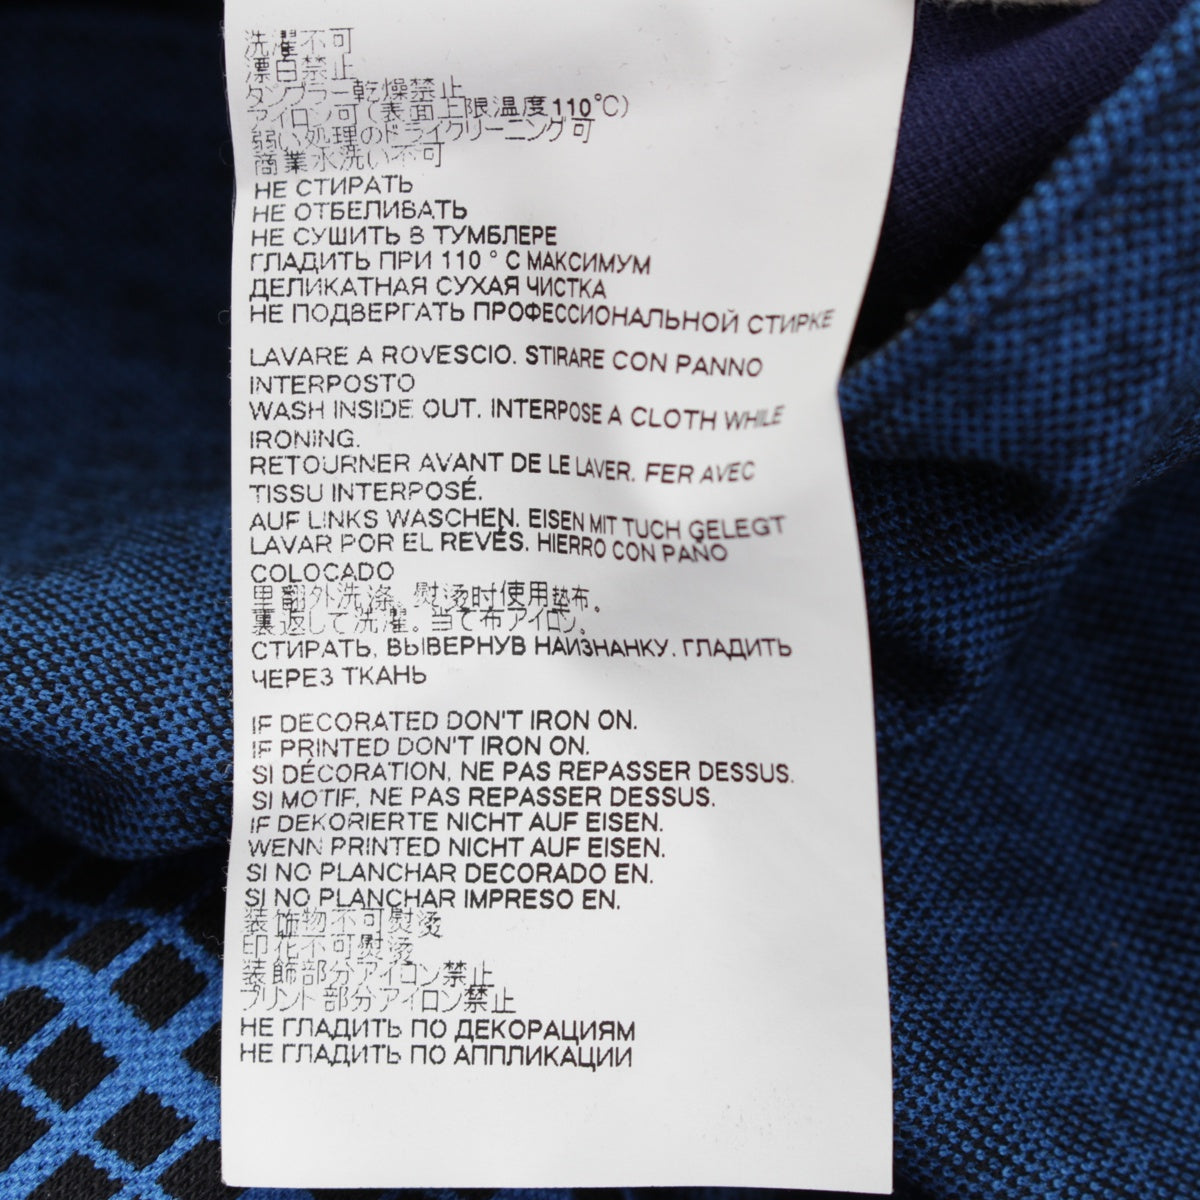 洗濯不可
漂白禁止
タンブラー乾燥禁止
アイロン可(表面上限温度110℃)
弱い処理のドライクリーニング可
商業水洗い不可
НЕ СТИРАТЬ
НЕ ОТБЕЛИВАТЬ
НЕ СУШИТЬ В ТУМБЛЕРЕ
ГЛАДИТЬ ПРИ 110 ° С МАКСИМУМ
ДЕЛИКАТНАЯ СУХАЯ ЧИСТКА
НЕ ПОДВЕРГАТЬ ПРОФЕССИОНАЛЬНОЙ СТИРКЕ
LAVARE A ROVESCIO. STIRARE CON PANNO
INTERPOSTO
WASH INSIDE OUT. INTERPOSE A CLOTH WHILE
IRONING.
RETOURNER AVANT DE LE LAVER. FER AVEC
TISSU INTERPOSÉ.
AUF LINKS WASCHEN. EISEN MIT TUCH GELEGT
LAVAR POR EL REVÉS. HIERRO CON PAÑO
COLOCADO
里翻外洗涤。熨烫时使用垫布。
裏返して洗濯。当て布アイロン。
СТИРАТЬ, ВЫВЕРНУВ НАИЗНАНКУ. ГЛАДИТЬ
ЧЕРЕЗ ТКАНЬ
IF DECORATED DON'T IRON ON.
IF PRINTED DON'T IRON ON.
SI DÉCORATION, NE PAS REPASSER DESSUS.
SI MOTIF, NE PAS REPASSER DESSUS.
IF DEKORIERTE NICHT AUF EISEN.
WENN PRINTED NICHT AUF EISEN.
SI NO PLANCHAR DECORADO EN.
SI NO PLANCHAR IMPRESO EN.
装饰物不可熨烫
印花不可熨烫
装飾部分アイロン禁止
プリント部分アイロン禁止
НЕ ГЛАДИТЬ ПО ДЕКОРАЦИЯМ
НЕ ГЛАДИТЬ ПО АППЛИКАЦИИ